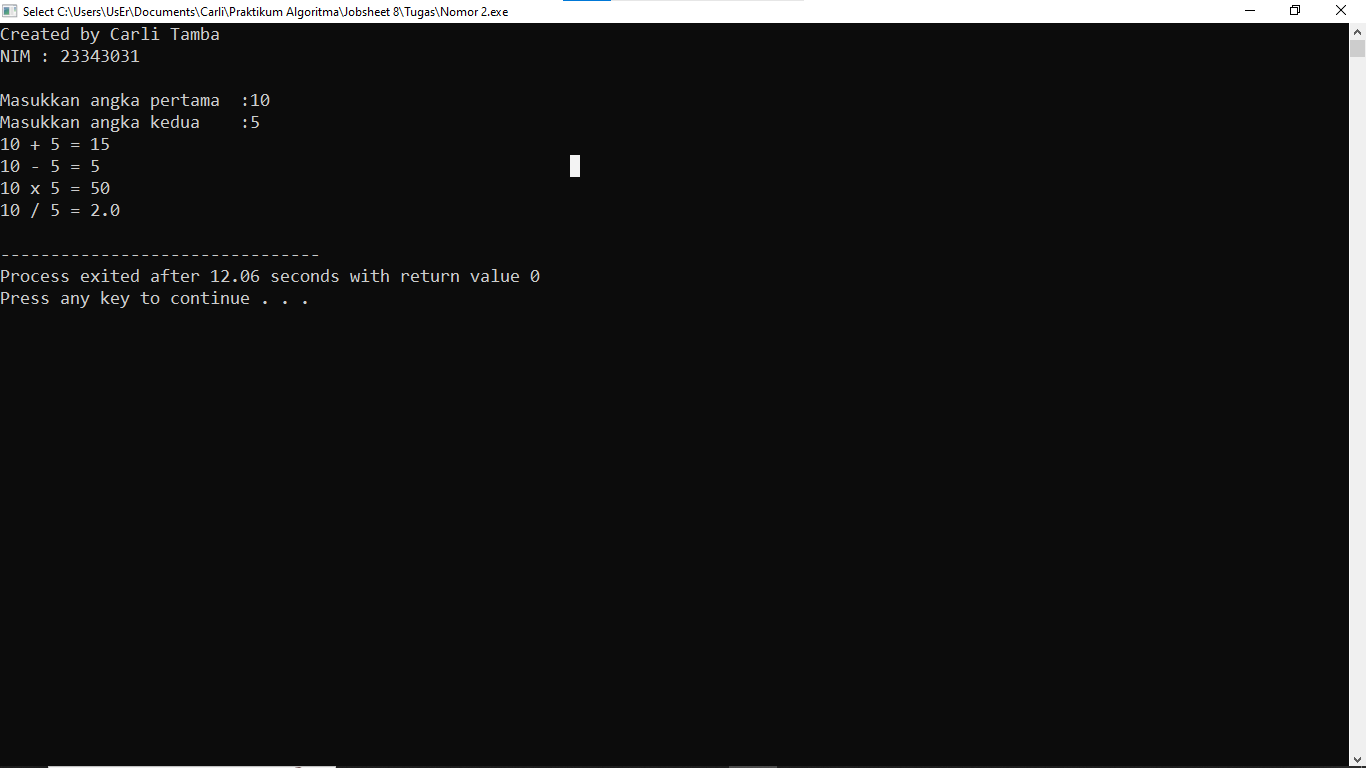 Select C:\Users\UsEr\Documents\Carli\Praktikum Algoritma\Jobsheet 8\Tugas\Nomor 2.exe
Created by Carli Tamba
NIM : 23343031
Masukkan angka pertama  :10
Masukkan angka kedua    :5
10 + 5 = 15
10 - 5 = 5
10 x 5 = 50
10 / 5 = 2.0
--------------------------------
Process exited after 12.06 seconds with return value 0
Press any key to continue . . .